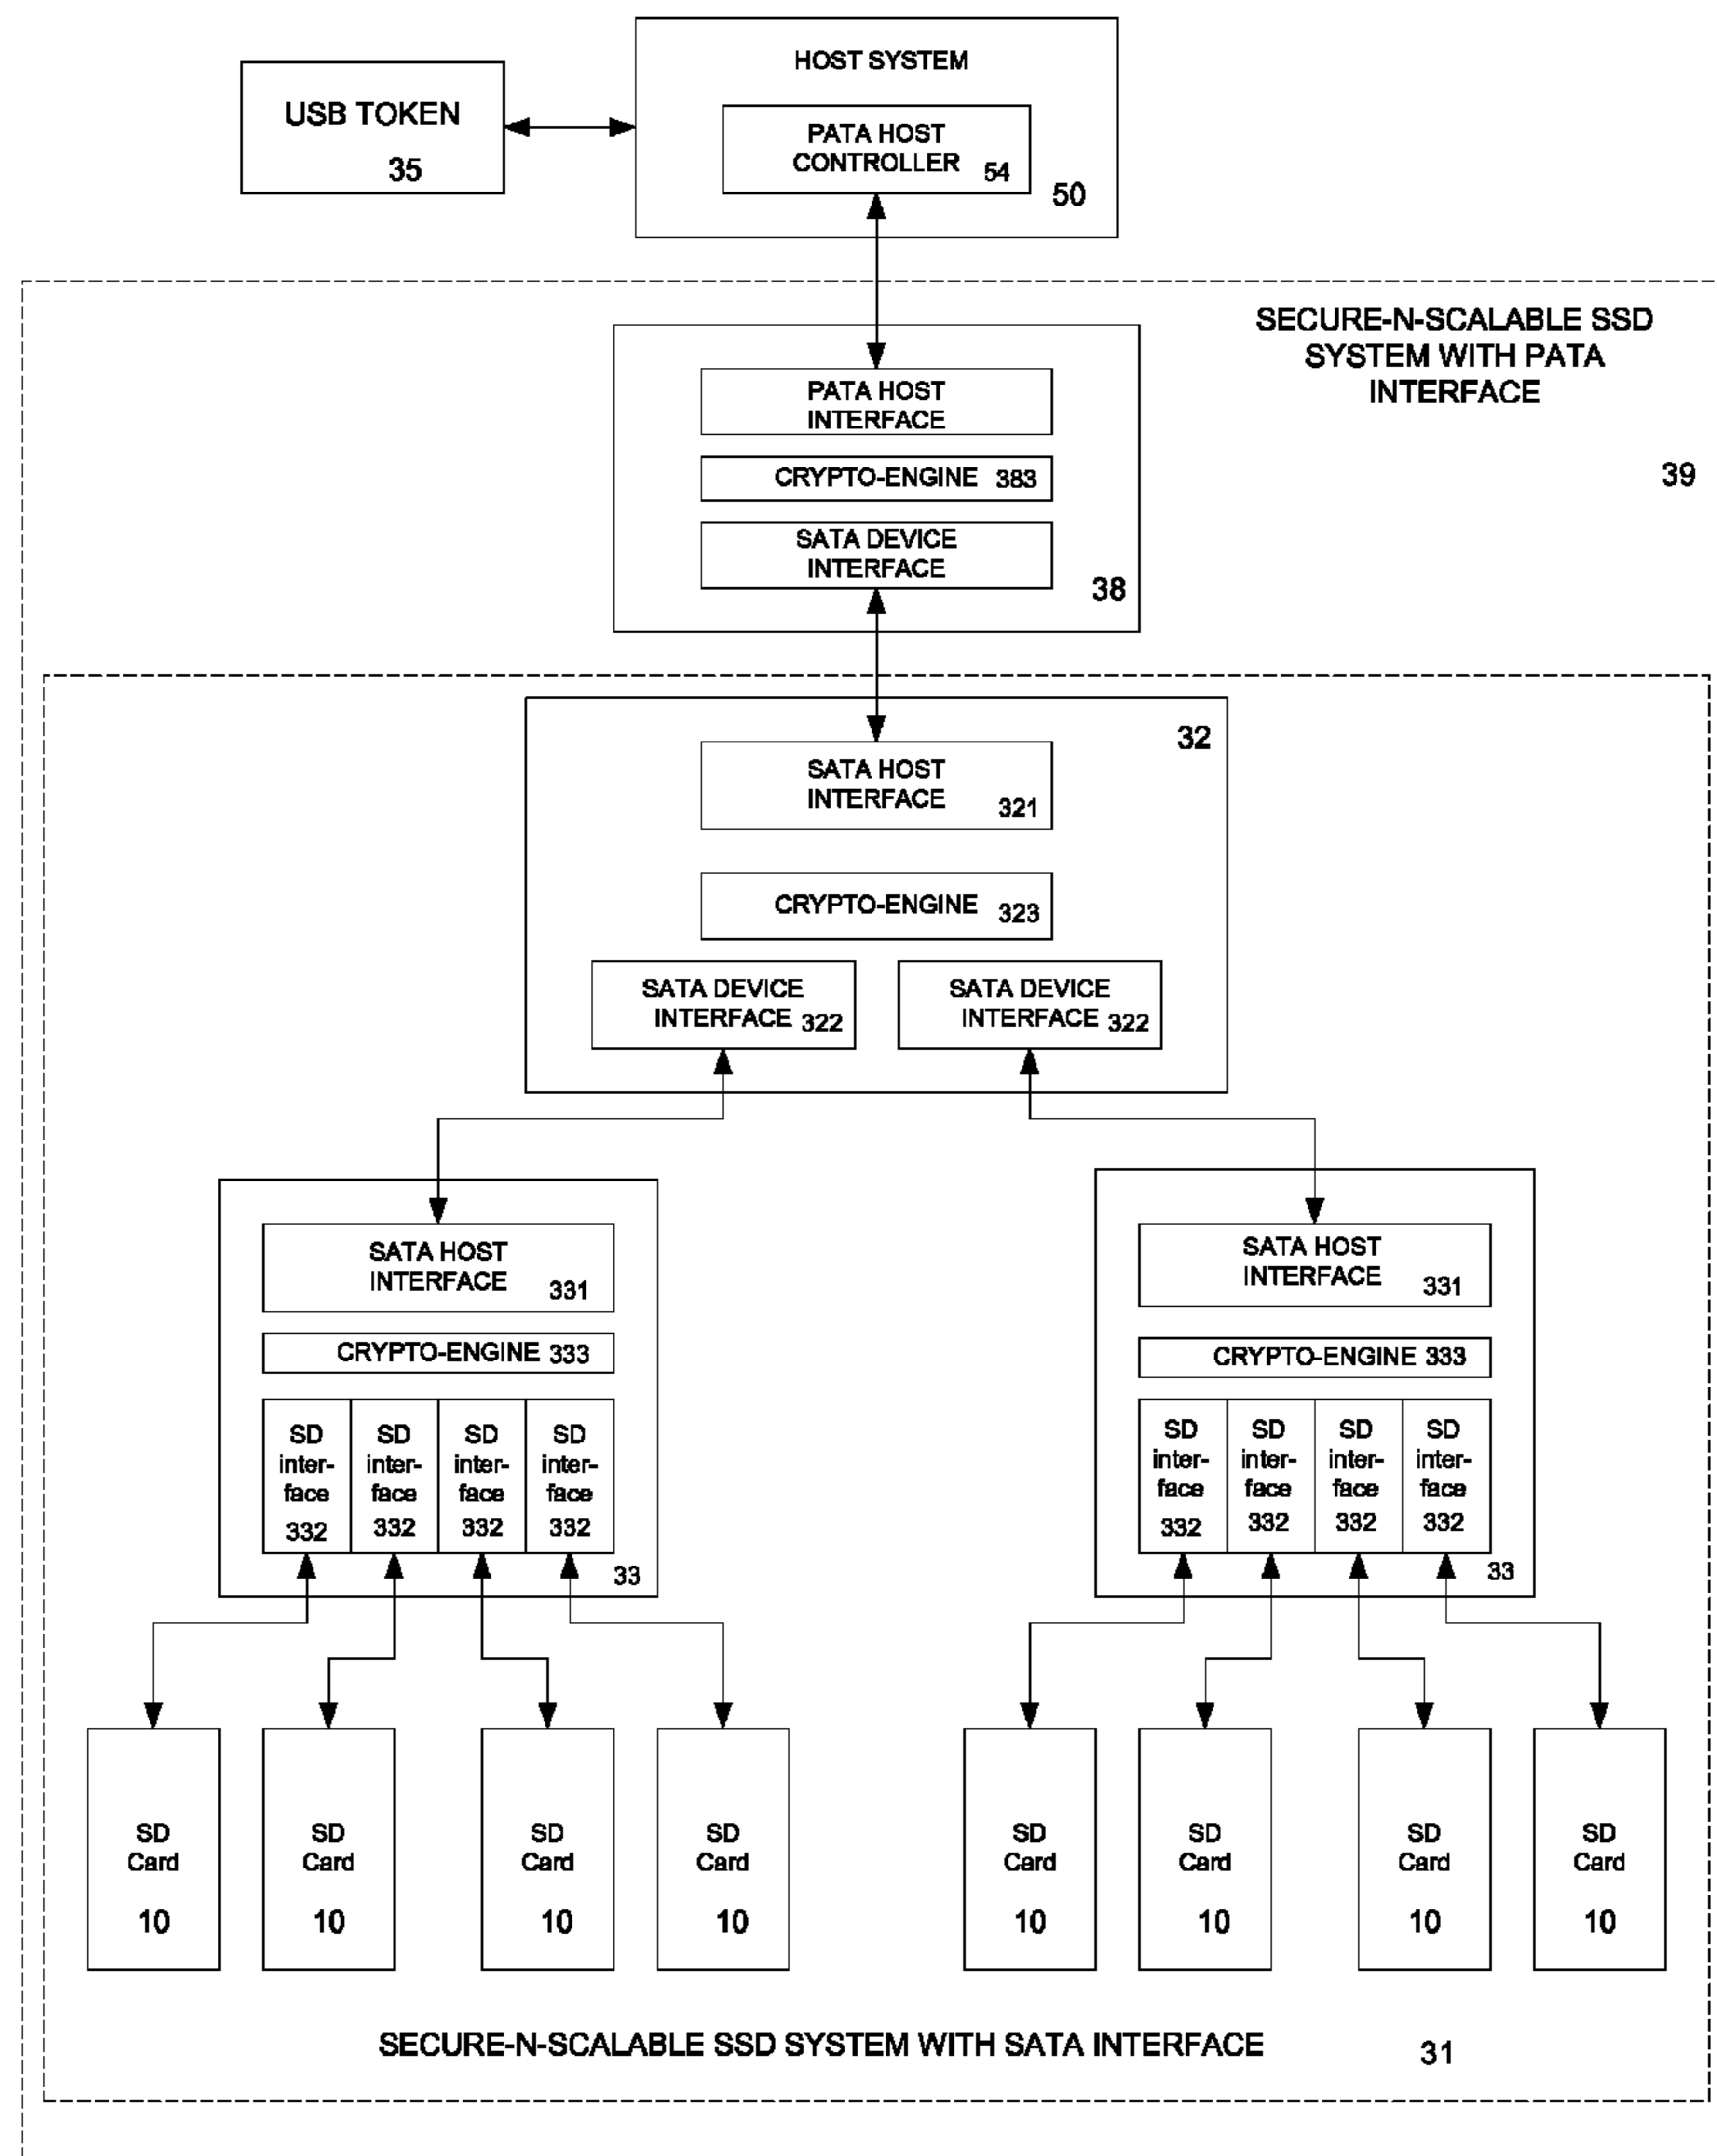 HOST SYSTEM
USB TOKEN
35
PATA HOST
CONTROLLER 54
50
SECURE-N-SCALABLE SSD
SYSTEM WITH PATA
INTERFACE
39
PATA HOST
INTERFACE
CRYPTO-ENGINE 383
SATA DEVICE
INTERFACE
38
32
SATA HOST
INTERFACE 321
CRYPTO-ENGINE 323
SATA DEVICE
INTERFACE 322
SATA DEVICE
INTERFACE 322
SATA HOST
INTERFACE 331
CRYPTO-ENGINE 333
SD
inter-
face
332
SD
inter-
face
332
SD
inter-
face
332
SD
inter-
face
332
33
SATA HOST
INTERFACE 331
CRYPTO-ENGINE 333
SD
inter-
face
332
SD
inter-
face
332
SD
inter-
face
332
SD
inter-
face
332
33
SD
Card
10
SD
Card
10
SD
Card
10
SD
Card
10
SD
Card
10
SD
Card
10
SD
Card
10
SD
Card
10
SECURE-N-SCALABLE SSD SYSTEM WITH SATA INTERFACE 31